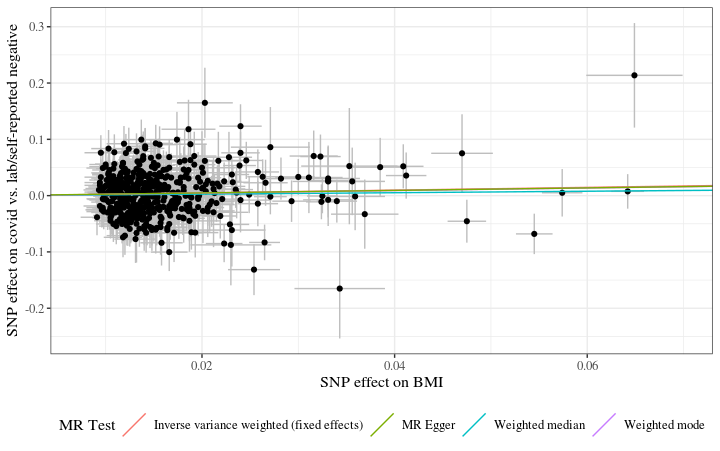 SNP effect on covid vs. lab/self-reported negative
0.3
0.2
0.1
0.0
-0.1
-0.2
0.02 0.04 0.06
SNP effect on BMI
MR Test Inverse variance weighted (fixed effects) MR Egger Weighted median Weighted mode